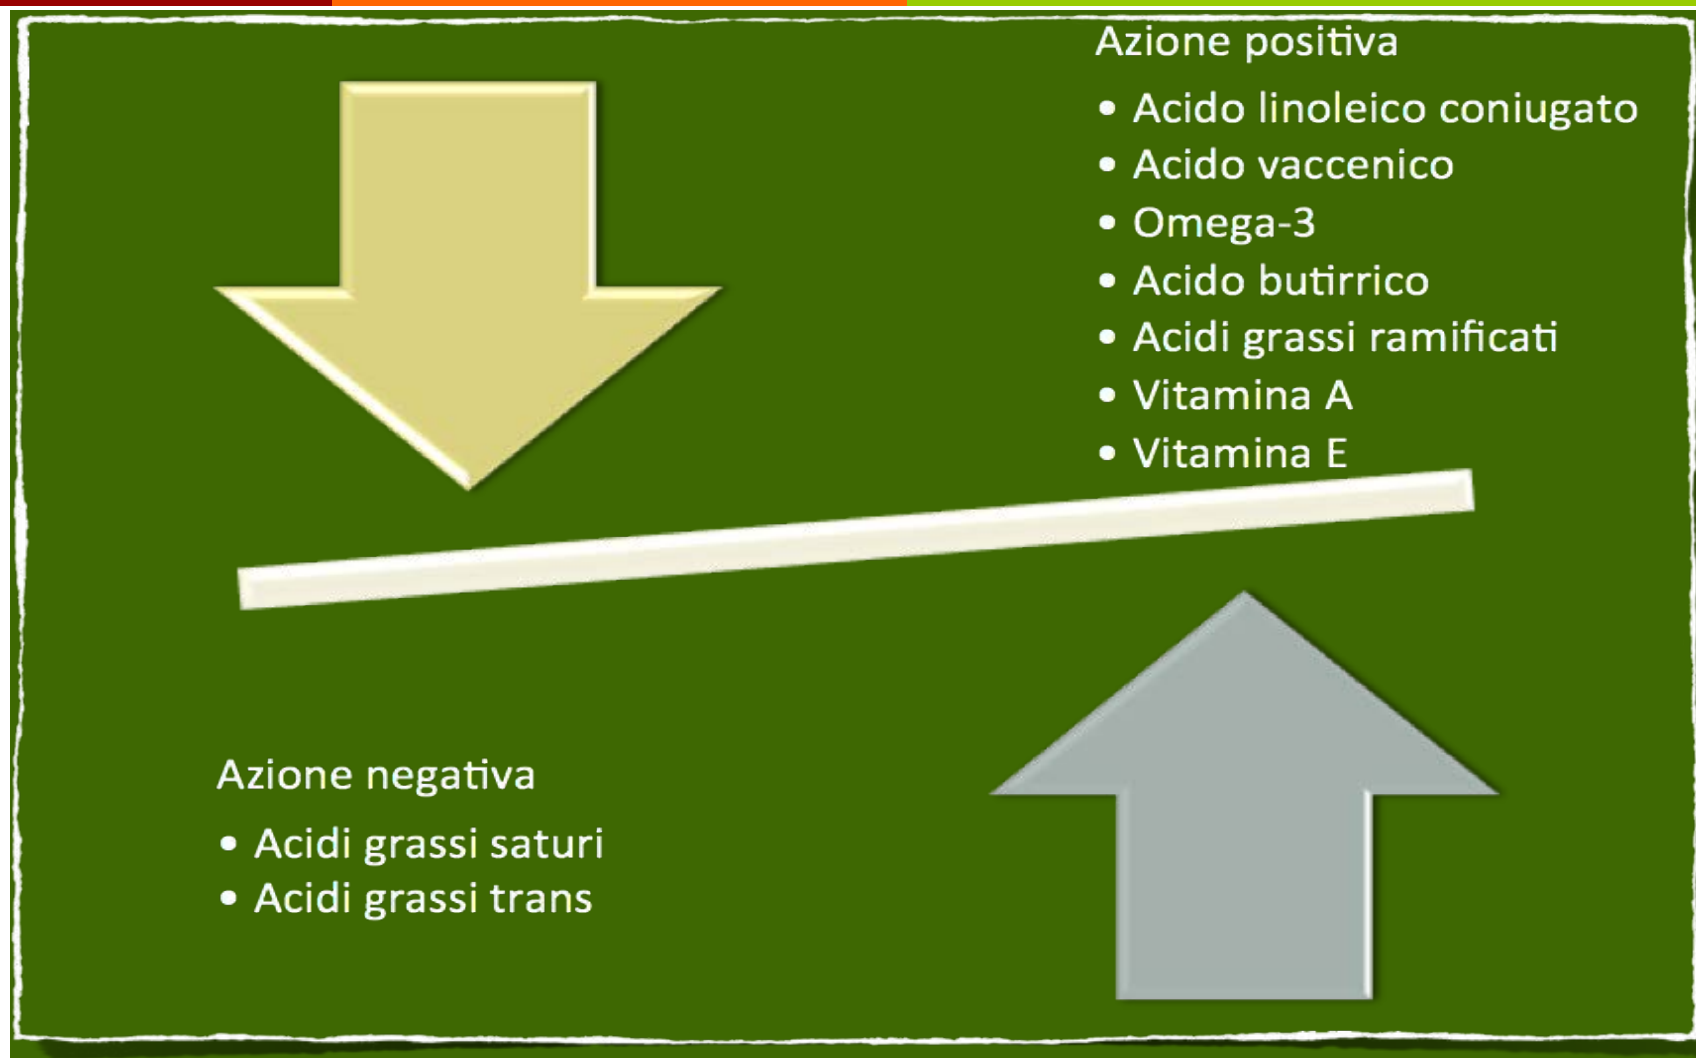 Azione positiva
• Acido linoleico coniugato
• Acido vaccenico
• Omega-3
• Acido butirrico
• Acidi grassi ramificati
• Vitamina A
• Vitamina E
Azione negativa
• Acidi grassi saturi
• Acidi grassi trans